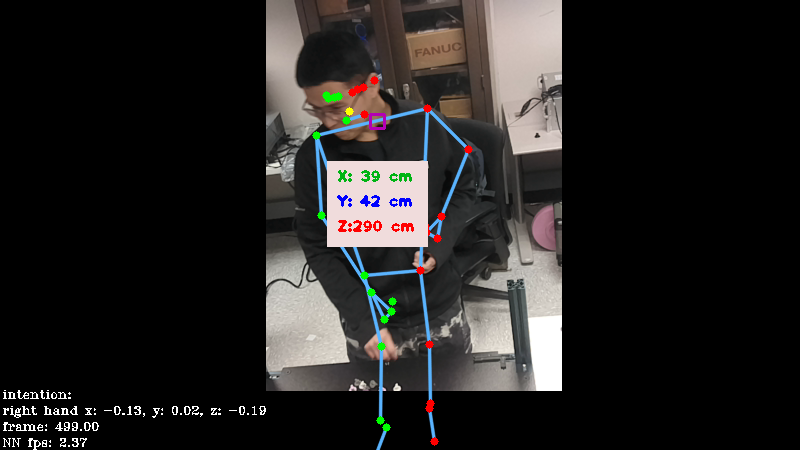 FANUC
X: 39 cm
Y: 42 cm
Z:290 cm
intention:
right hand x: −0.13, y: 0.02, z: −0.19
frame: 499.00
NN fps: 2.37